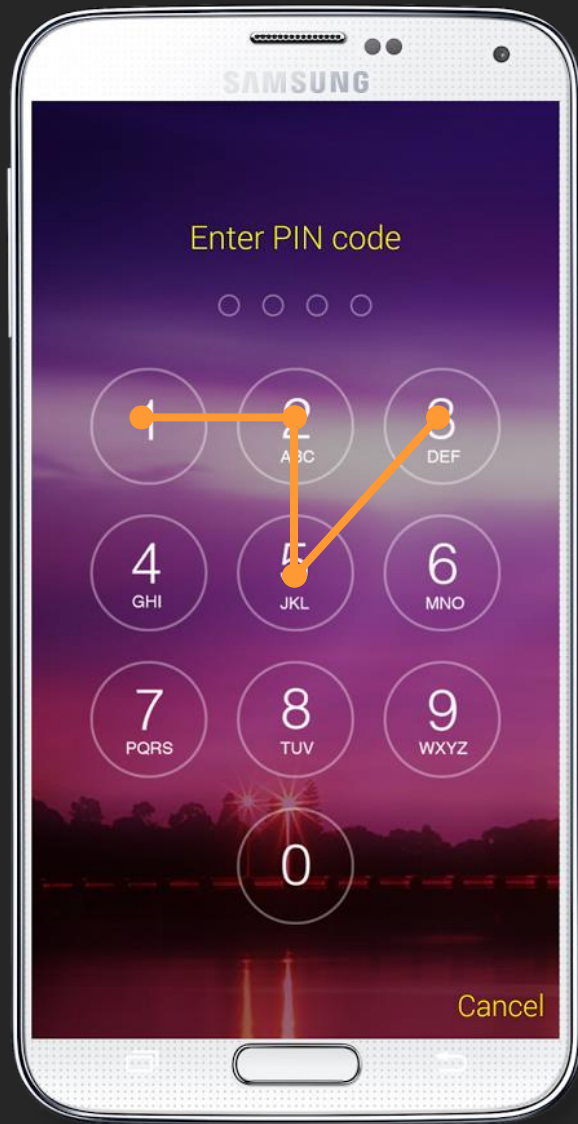 SAMSUNG
Enter PIN code
1 2 3
ABC DEF
4 5 6
GHI JKL MNO
7 8 9
PQRS TUV WXYZ
0
Cancel